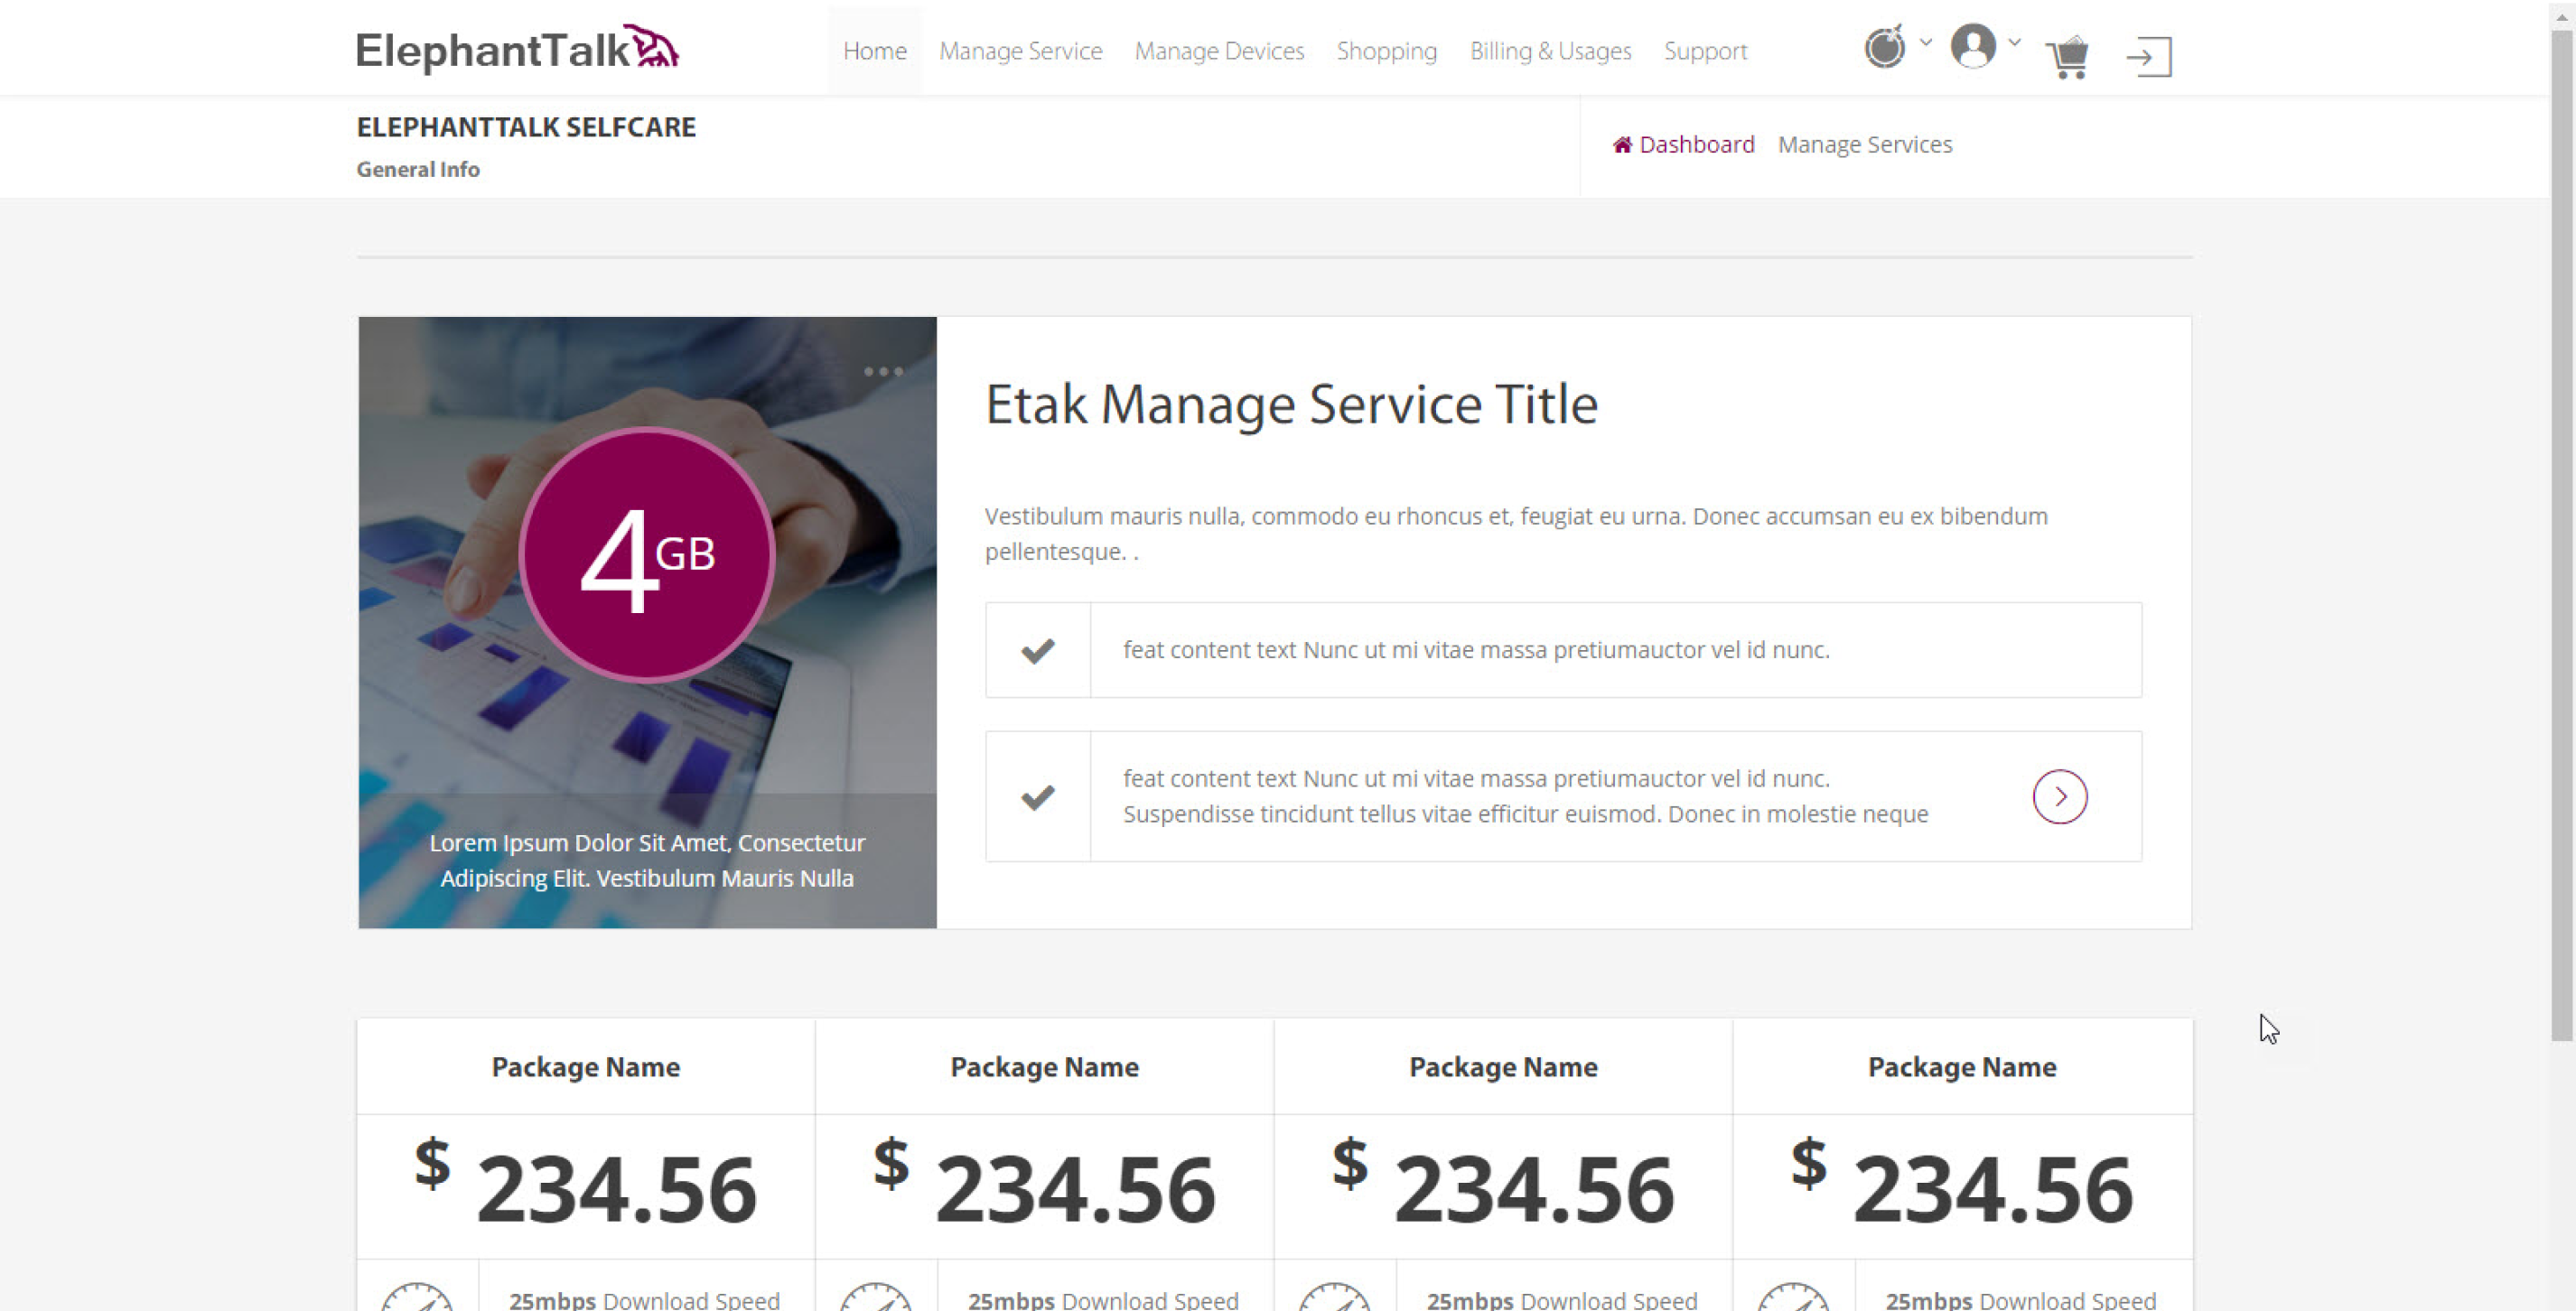 ElephantTalk
Home Manage Service Manage Devices Shopping Billing & Usages Support
ELEPHANTTALK SELFCARE
General Info
Dashboard Manage Services
4GB
Lorem Ipsum Dolor Sit Amet, Consectetur
Adipiscing Elit. Vestibulum Mauris Nulla
Etak Manage Service Title
Vestibulum mauris nulla, commodo eu rhoncus et, feugiat eu urna. Donec accumsan eu ex bibendum
pellentesque. .
feat content text Nunc ut mi vitae massa pretiumauctor vel id nunc.
feat content text Nunc ut mi vitae massa pretiumauctor vel id nunc.
Suspendisse tincidunt tellus vitae efficitur euismod. Donec in molestie neque
Package Name Package Name Package Name Package Name
$ 234.56 $ 234.56 $ 234.56 $ 234.56
25mbps Download Speed 25mbps Download Speed 25mbps Download Speed 25mbps Download Speed